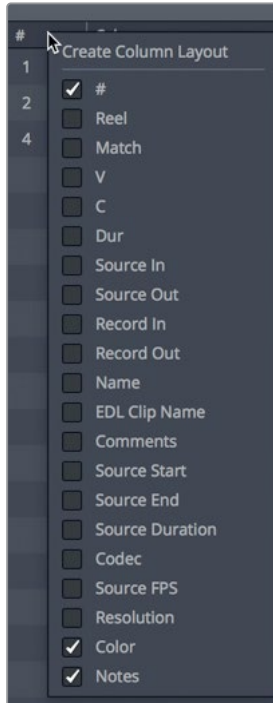 #
Create Column Layout
1
#
2
Reel
4
Match
V
C
Dur
Source In
Source Out
Record In
Record Out
Name
EDL Clip Name
Comments
Source Start
Source End
Source Duration
Codec
Source FPS
Resolution
Color
Notes